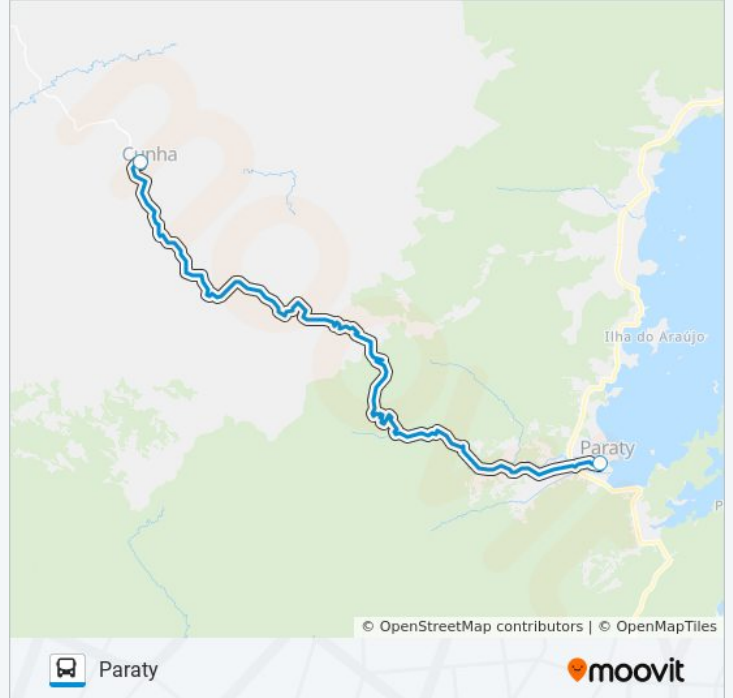 Cunha
Ilha do Araújo
Paraty
P
© OpenStreetMap contributors | © OpenMapTiles
Paraty
moovit